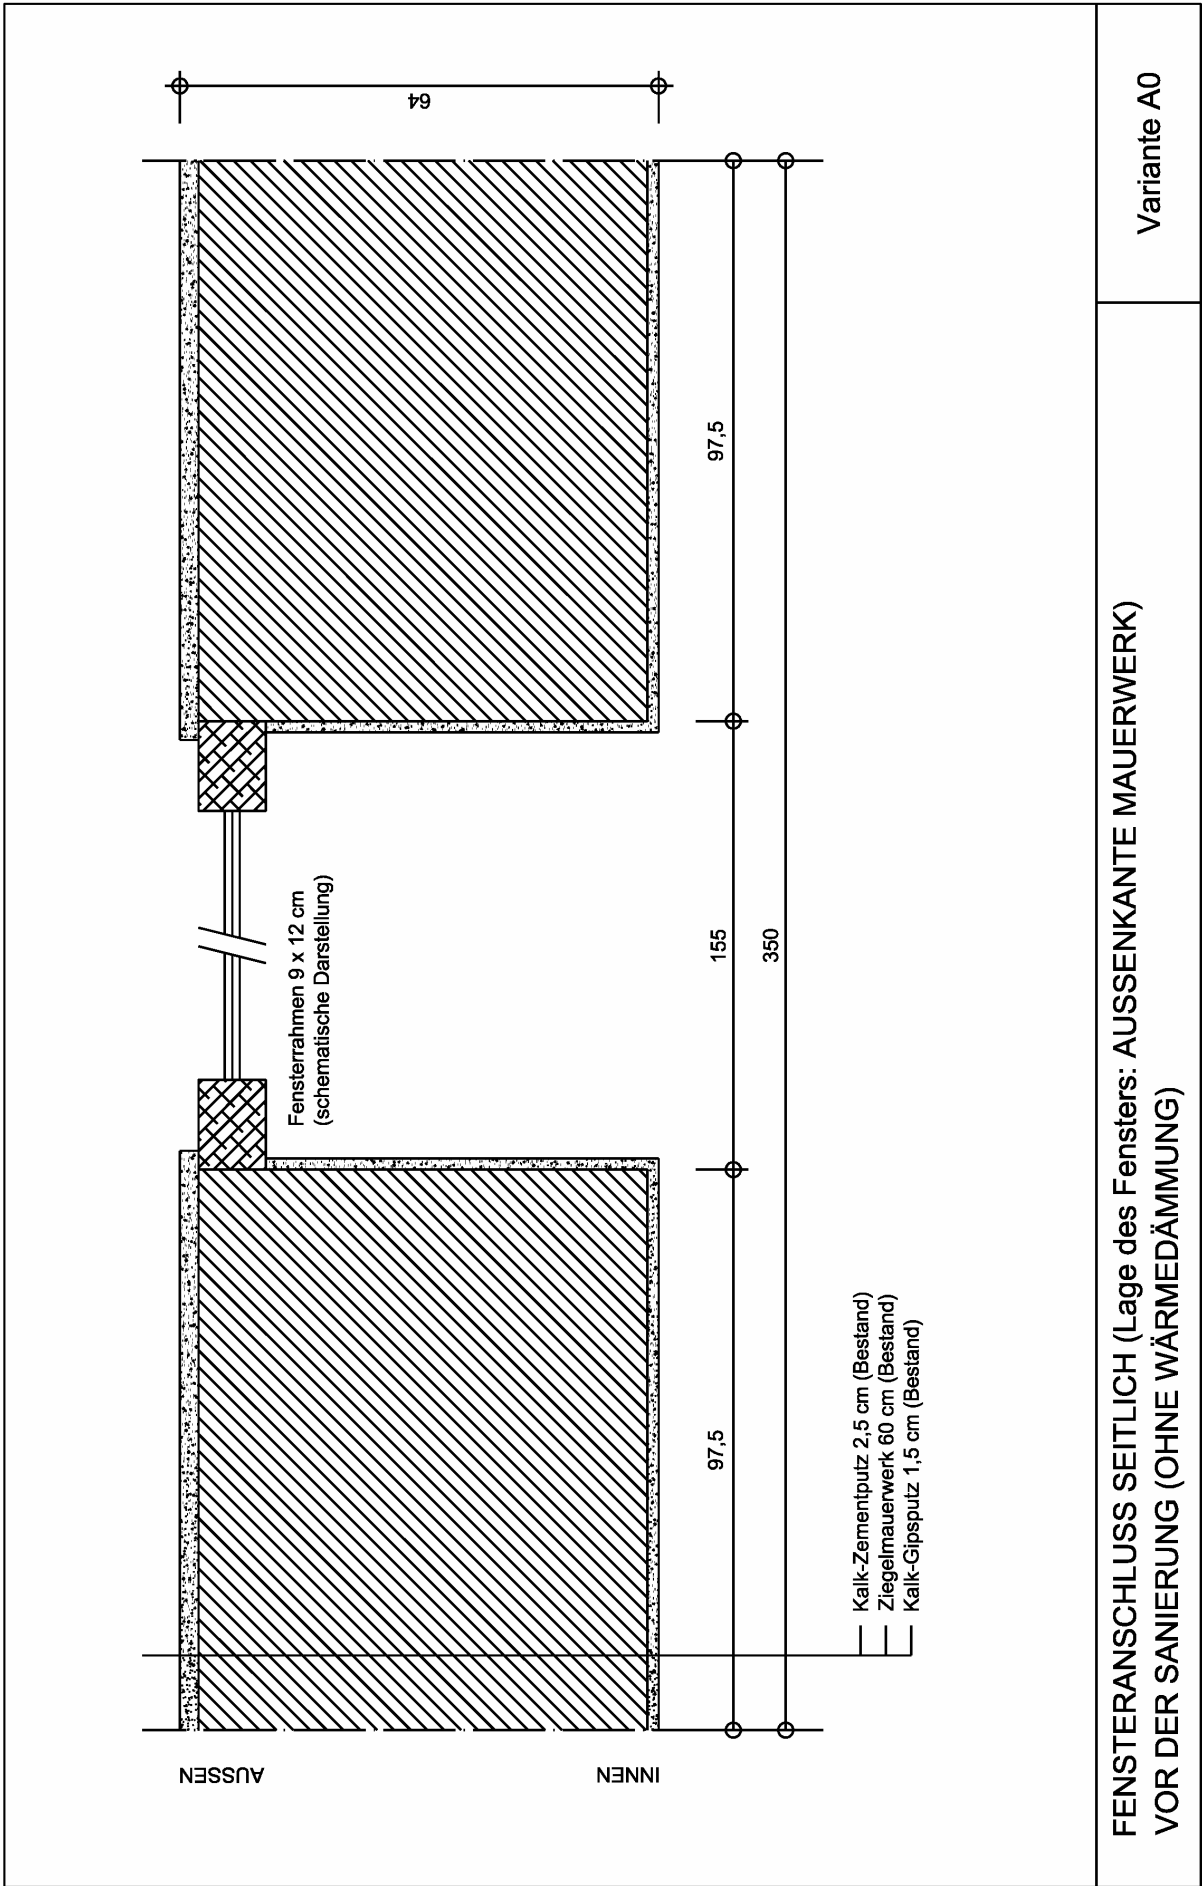 AUSSEN
INNEN
64
Fensterrahmen 9 x 12 cm
(schematische Darstellung)
97,5
155
97,5
350
Kalk-Zementputz 2,5 cm (Bestand)
Ziegelmauerwerk 60 cm (Bestand)
Kalk-Gipsputz 1,5 cm (Bestand)
FENSTERANSCHLUSS SEITLICH (Lage des Fensters: AUSSENKANTE MAUERWERK)
VOR DER SANIERUNG (OHNE WÄRMEDÄMMUNG)
Variante A0